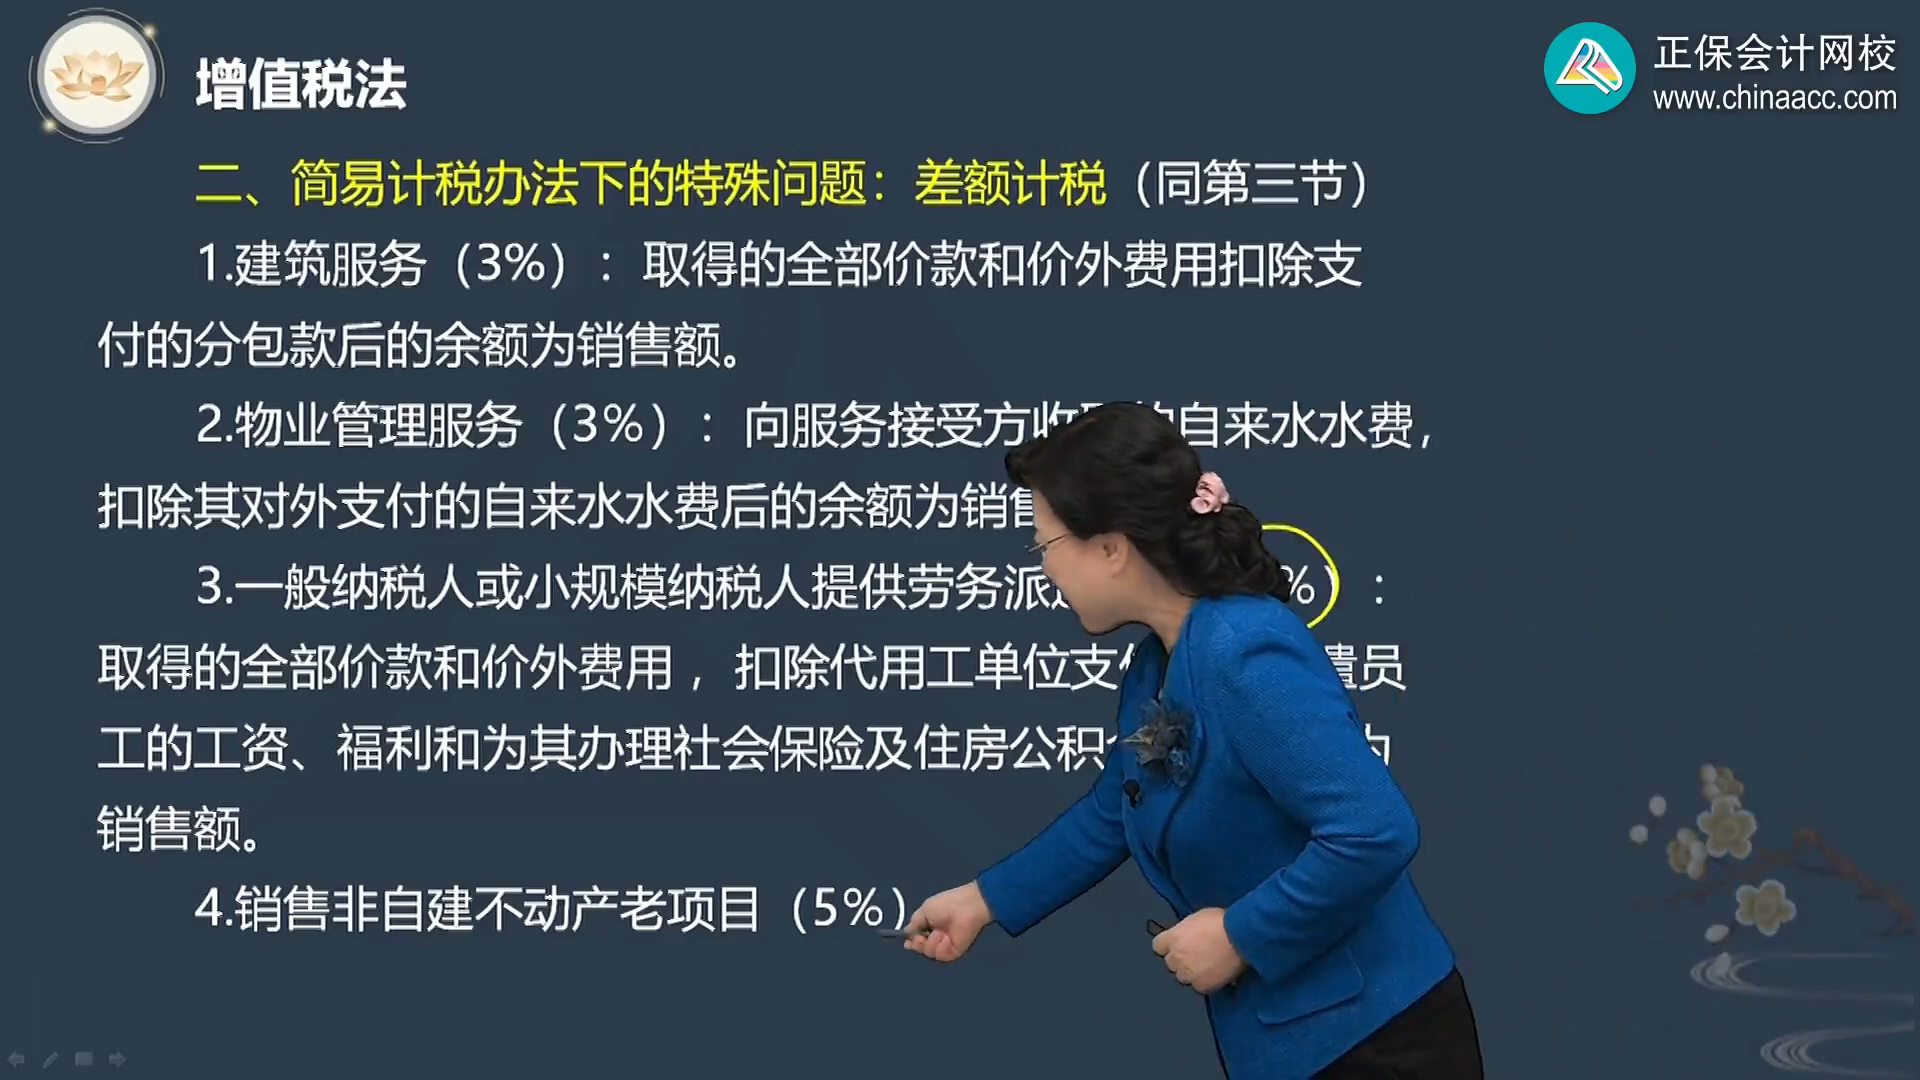 增值税法
正保会计网校
www.chinaacc.com
二、简易计税办法下的特殊问题：差额计税（同第三节）
1.建筑服务（3%）：取得的全部价款和价外费用扣除支
付的分包款后的余额为销售额。
2.物业管理服务（3%）：向服务接受方收 自来水水费，
扣除其对外支付的自来水水费后的余额为销售
3.一般纳税人或小规模纳税人提供劳务派 %）：
取得的全部价款和价外费用，扣除代用工单位支 遣员
工的工资、福利和为其办理社会保险及住房公积
销售额。
4.销售非自建不动产老项目（5%）